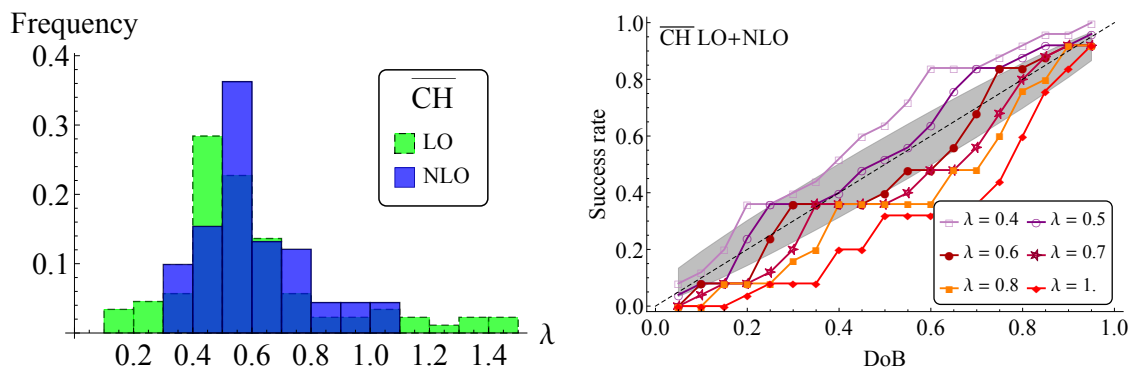 Frequency
0.4
0.3
0.2
0.1
0.2 0.4 0.6 0.8 1.0 1.2 1.4
λ
CH
LO
NLO
CH LO+NLO
Success rate
1.0
0.8
0.6
0.4
0.2
0.0
0.0 0.2 0.4 0.6 0.8 1.0
DoB
λ = 0.4 λ = 0.5
λ = 0.6 λ = 0.7
λ = 0.8 λ = 1.